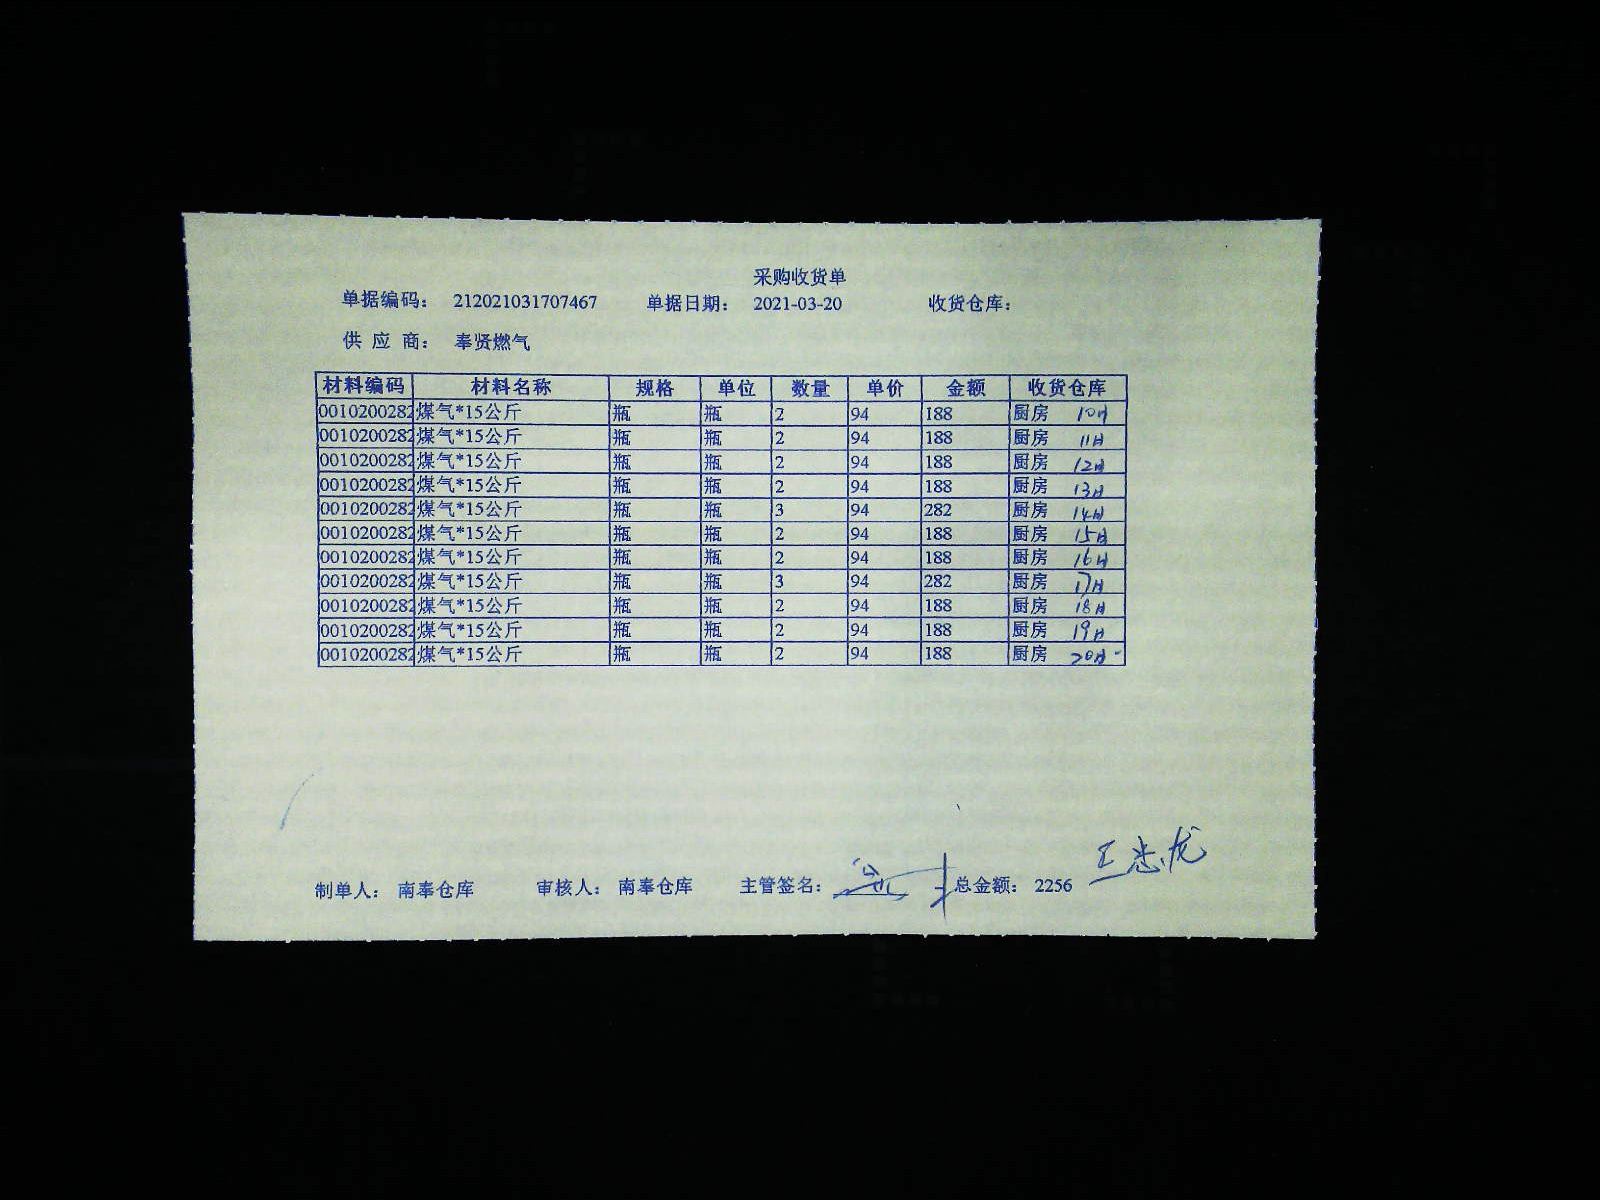 采购收货单
单据编码： 212021031707467 单据日期： 2021-03-20 收货仓库：
供 应 商： 奉贤燃气
材料编码 材料名称 规格 单位 数量 单价 金额 收货仓库
0010200282 煤气*15公斤 瓶 瓶 2 94 188 厨房 10日
0010200282 煤气*15公斤 瓶 瓶 2 94 188 厨房 11日
0010200282 煤气*15公斤 瓶 瓶 2 94 188 厨房 12日
0010200282 煤气*15公斤 瓶 瓶 2 94 188 厨房 13日
0010200282 煤气*15公斤 瓶 瓶 3 94 282 厨房 14日
0010200282 煤气*15公斤 瓶 瓶 2 94 188 厨房 15日
0010200282 煤气*15公斤 瓶 瓶 2 94 188 厨房 16日
0010200282 煤气*15公斤 瓶 瓶 3 94 282 厨房 17日
0010200282 煤气*15公斤 瓶 瓶 2 94 188 厨房 18日
0010200282 煤气*15公斤 瓶 瓶 2 94 188 厨房 19日
0010200282 煤气*15公斤 瓶 瓶 2 94 188 厨房 20日
制单人： 南奉仓库 审核人： 南奉仓库 主管签名： 总金额： 2256 王忠龙